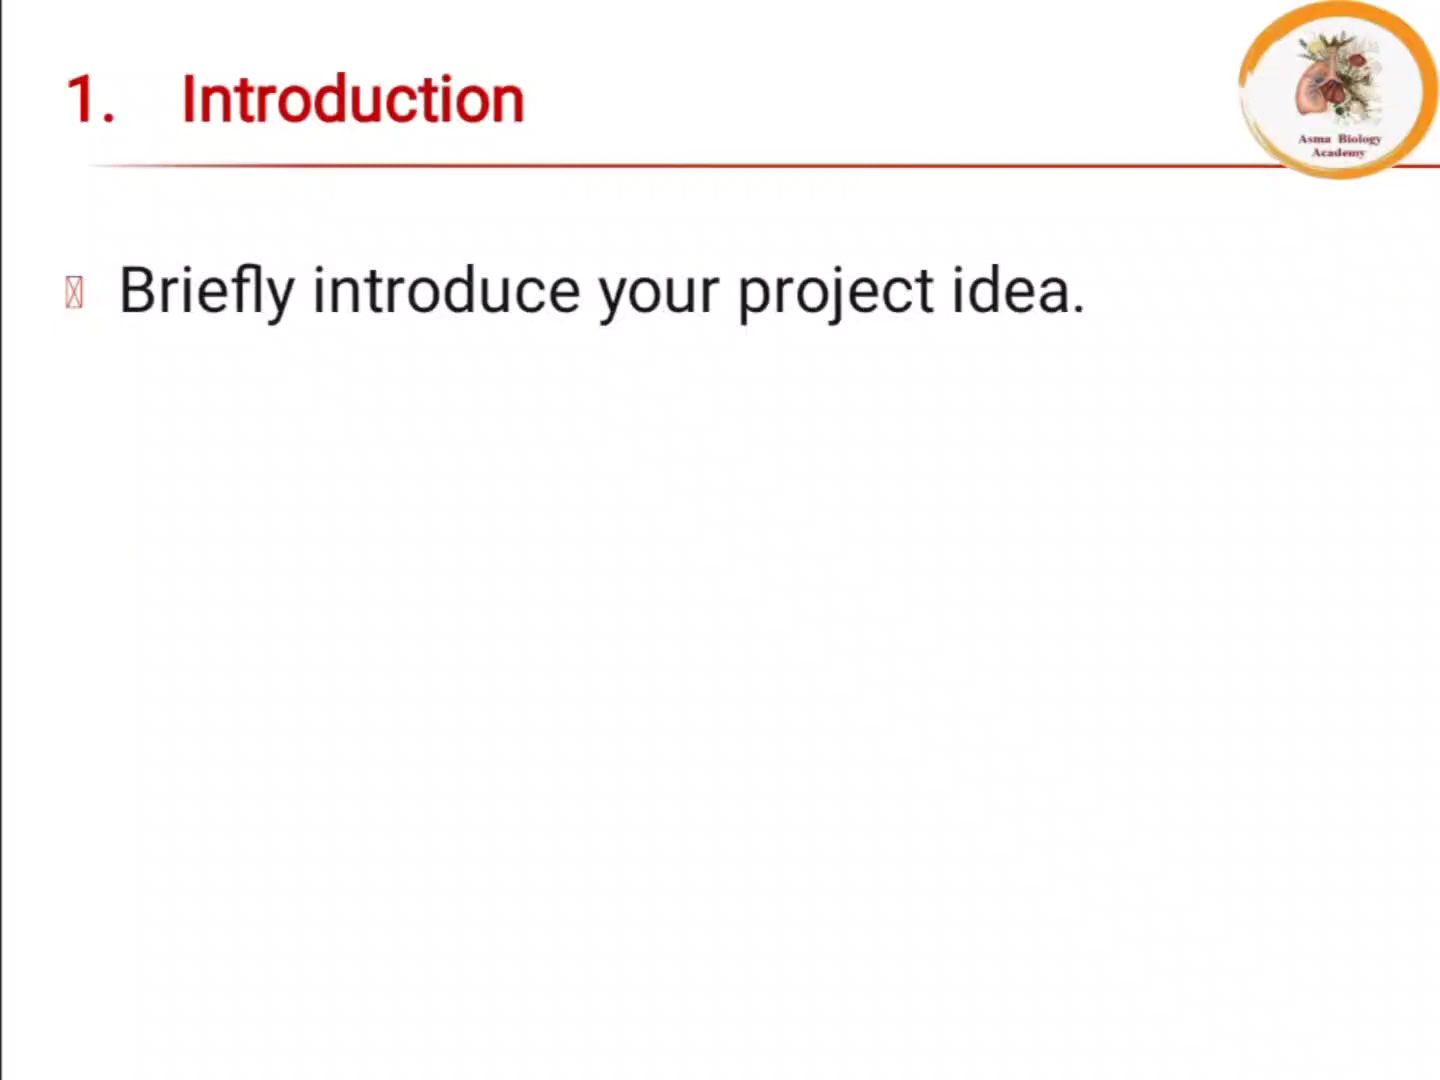 1. Introduction
Asma Biology
Academy
Briefly introduce your project idea.